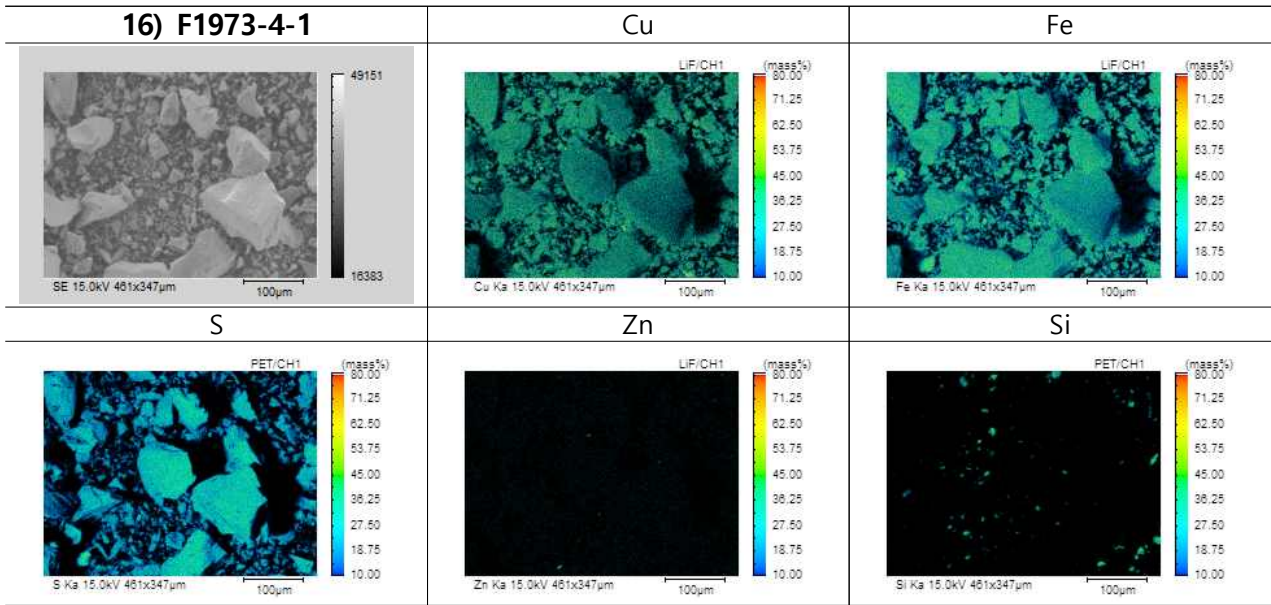 16) F1973-4-1
Cu
Fe
49151
16383
SE 15.0kV 461x347µm
100µm
LiF/CH1
(mass%)
80.00
71.25
62.50
53.75
45.00
36.25
27.50
18.75
10.00
Cu Ka 15.0kV 461x347µm
100µm
LiF/CH1
(mass%)
80.00
71.25
62.50
53.75
45.00
36.25
27.50
18.75
10.00
Fe Ka 15.0kV 461x347µm
100µm
S
Zn
Si
PET/CH1
(mass%)
80.00
71.25
62.50
53.75
45.00
36.25
27.50
18.75
10.00
S Ka 15.0kV 461x347µm
100µm
LiF/CH1
(mass%)
80.00
71.25
62.50
53.75
45.00
36.25
27.50
18.75
10.00
Zn Ka 15.0kV 461x347µm
100µm
PET/CH1
(mass%)
80.00
71.25
62.50
53.75
45.00
36.25
27.50
18.75
10.00
Si Ka 15.0kV 461x347µm
100µm